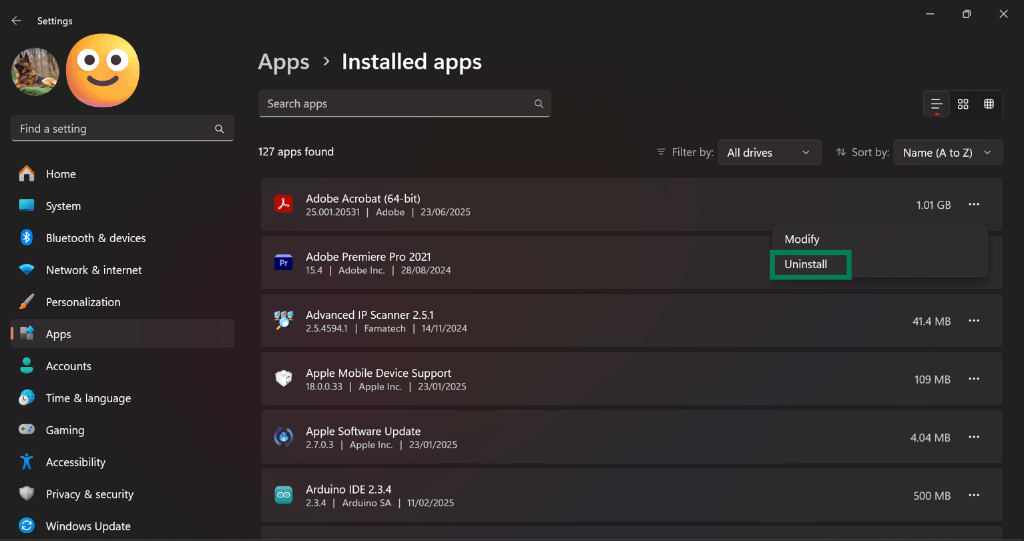 Settings
Apps > Installed apps
Search apps
Find a setting
127 apps found
Filter by: All drives
Sort by: Name (A to Z)
Home
System
Bluetooth & devices
Network & internet
Personalization
Apps
Accounts
Time & language
Gaming
Accessibility
Privacy & security
Windows Update
Adobe Acrobat (64-bit)
25.001.20531 | Adobe | 23/06/2025
1.01 GB
Modify
Uninstall
Adobe Premiere Pro 2021
15.4 | Adobe Inc. | 28/08/2024
Pr
Advanced IP Scanner 2.5.1
2.5.4594.1 | Famatech | 14/11/2024
41.4 MB
Apple Mobile Device Support
18.0.0.33 | Apple Inc. | 23/01/2025
109 MB
Apple Software Update
2.7.0.3 | Apple Inc. | 23/01/2025
4.04 MB
Arduino IDE 2.3.4
2.3.4 | Arduino SA | 11/02/2025
500 MB